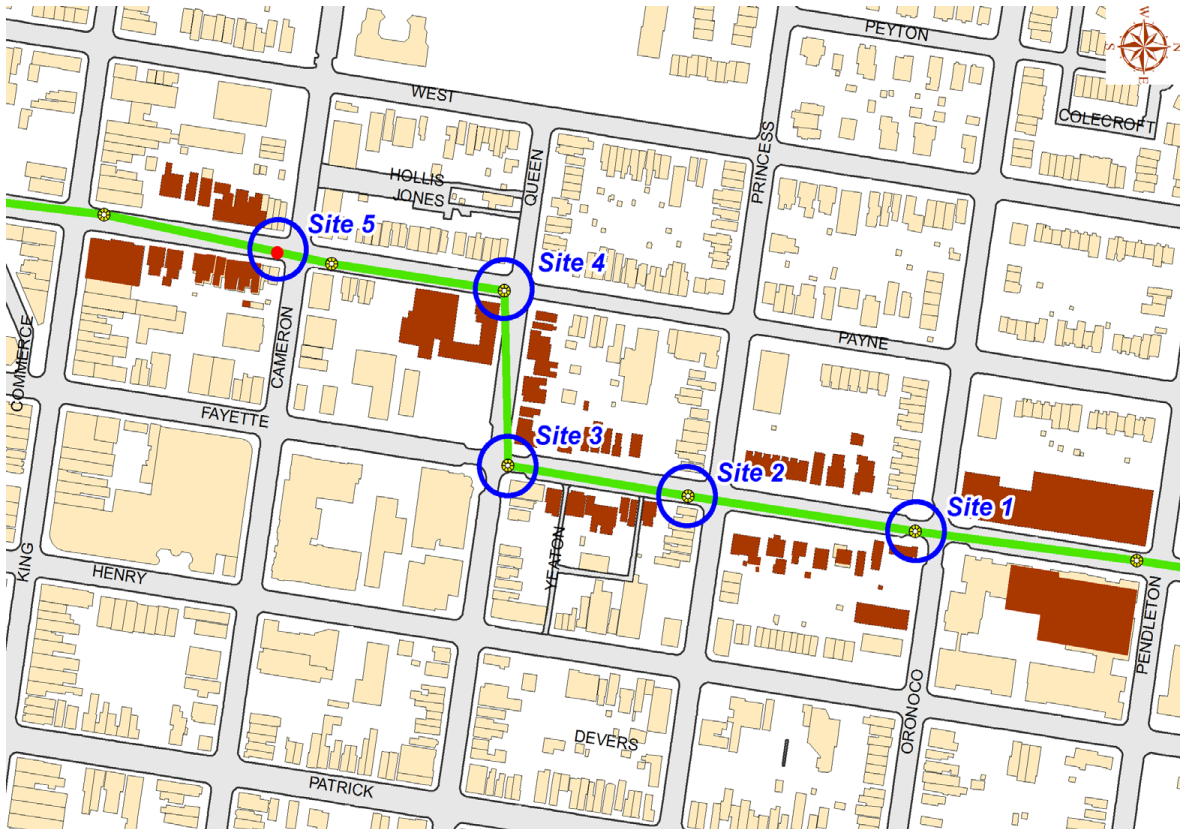 PEYTON
W
S
N
E
WEST
COLECROFT
PRINCESS
QUEEN
HOLLIS
JONES
Site 5
Site 4
CAMERON
PAYNE
COMMERCE
FAYETTE
Site 3
Site 2
Site 1
YEATON
KING
HENRY
PENDLETON
ORONOCO
DEVERS
PATRICK